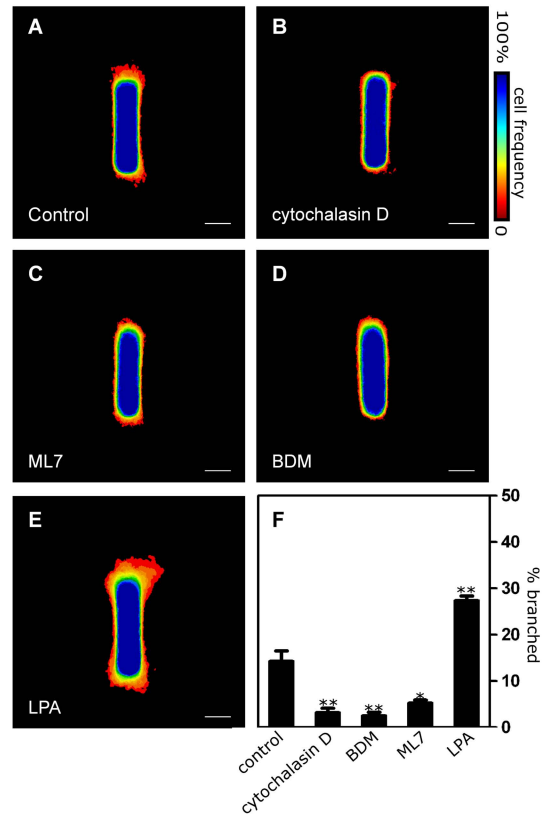 A
Control
B
cytochalasin D
100%
cell frequency
0
C
ML7
D
BDM
E
LPA
F
50
40
30
20
10
0
% branched
**
**
*
**
control
cytochalasin D
BDM
ML7
LPA